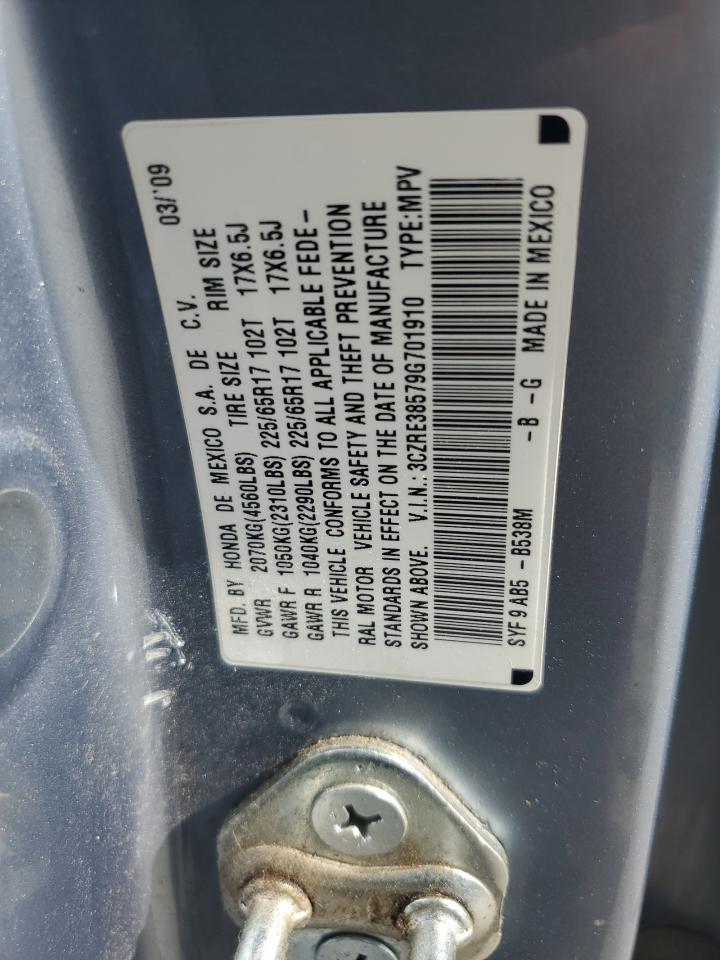 MFD. BY HONDA DE MEXICO S.A. DE C.V. 03/'09
GVWR 2070KG(4560LBS) TIRE SIZE RIM SIZE
GAWR F 1050KG(2310LBS) 225/65R17 102T 17X6.5J
GAWR R 1040KG(2290LBS) 225/65R17 102T 17X6.5J
THIS VEHICLE CONFORMS TO ALL APPLICABLE FEDE-
RAL MOTOR VEHICLE SAFETY AND THEFT PREVENTION
STANDARDS IN EFFECT ON THE DATE OF MANUFACTURE
SHOWN ABOVE. V.I.N.: 3CZRE38579G701910 TYPE:MPV
SYF 9 AB5 -B538M -B -G MADE IN MEXICO